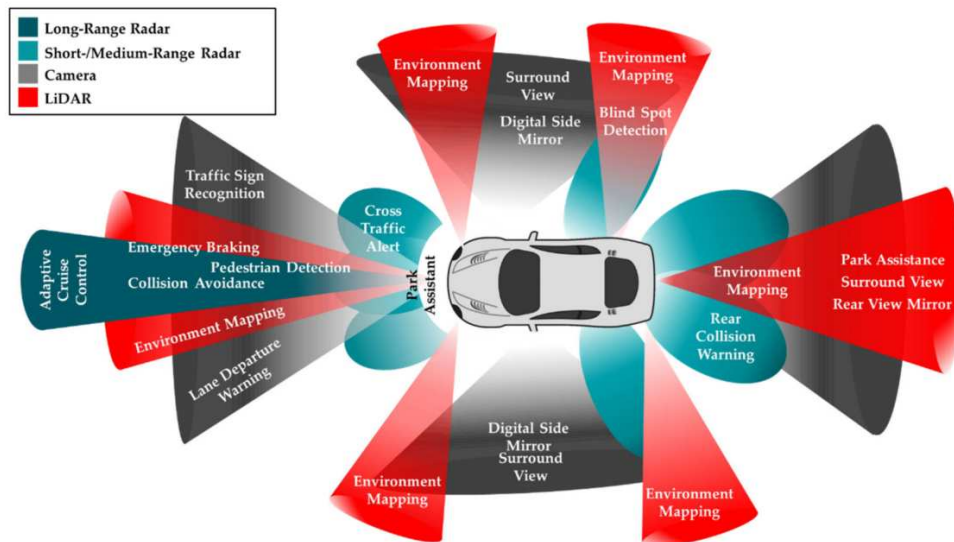 Long-Range Radar
Short-/Medium-Range Radar
Camera
LiDAR
Environment
Mapping
Surround
View
Digital Side
Mirror
Environment
Mapping
Blind Spot
Detection
Traffic Sign
Recognition
Cross
Traffic
Alert
Adaptive
Cruise
Control
Emergency Braking
Pedestrian Detection
Collision Avoidance
Environment Mapping
Lane Departure
Warning
Park
Assistant
Environment
Mapping
Park Assistance
Surround View
Rear View Mirror
Rear
Collision
Warning
Digital Side
Mirror
Surround
View
Environment
Mapping
Environment
Mapping